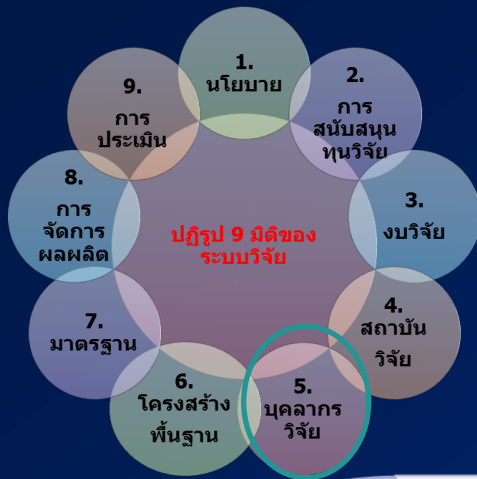 1.
นโยบาย
2.
การ
สนับสนุน
ทุนวิจัย
3.
งบวิจัย
4.
สถาบัน
วิจัย
5.
บุคลากร
วิจัย
6.
โครงสร้าง
พื้นฐาน
7.
มาตรฐาน
8.
การ
จัดการ
ผลผลิต
9.
การ
ประเมิน
ปฏิรูป 9 มิติของ
ระบบวิจัย